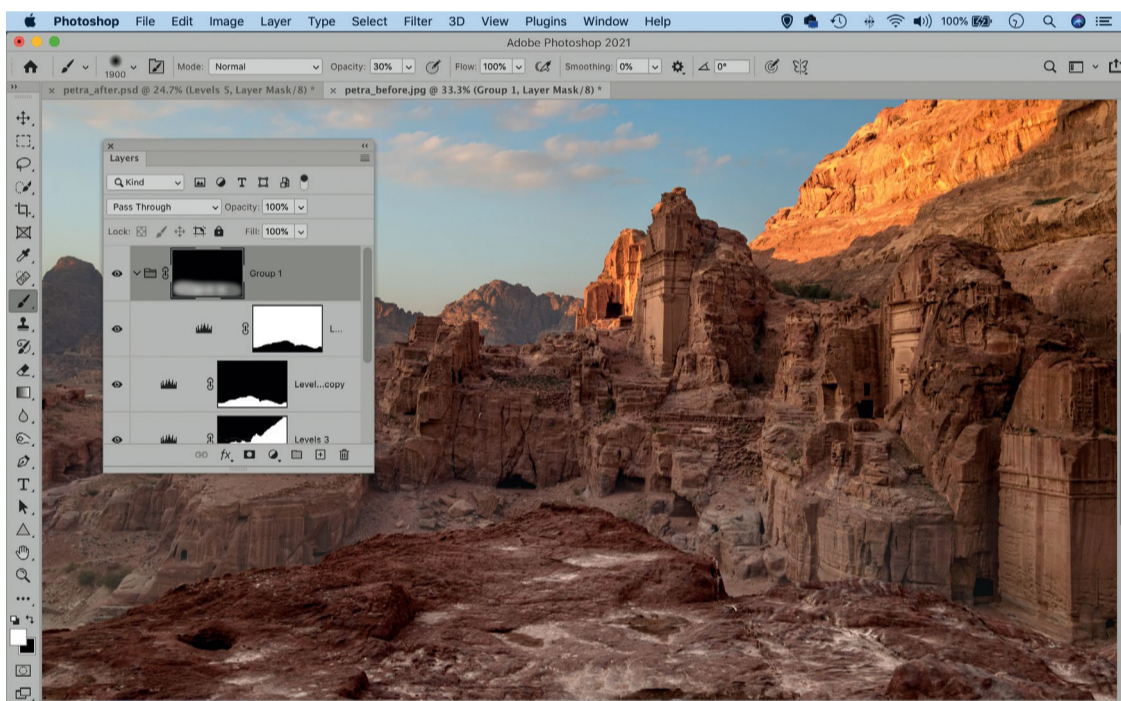 Photoshop File Edit Image Layer Type Select Filter 3D View Plugins Window Help 100%
Adobe Photoshop 2021
1900 Mode: Normal Opacity: 30% Flow: 100% Smoothing: 0% 0°
petra_after.psd @ 24.7% (Levels 5, Layer Mask/8) * petra_before.jpg @ 33.3% (Group 1, Layer Mask/8) *
Layers
Kind
Pass Through Opacity: 100%
Lock: Fill: 100%
Group 1
L...
Level...copy
Levels 3
fx